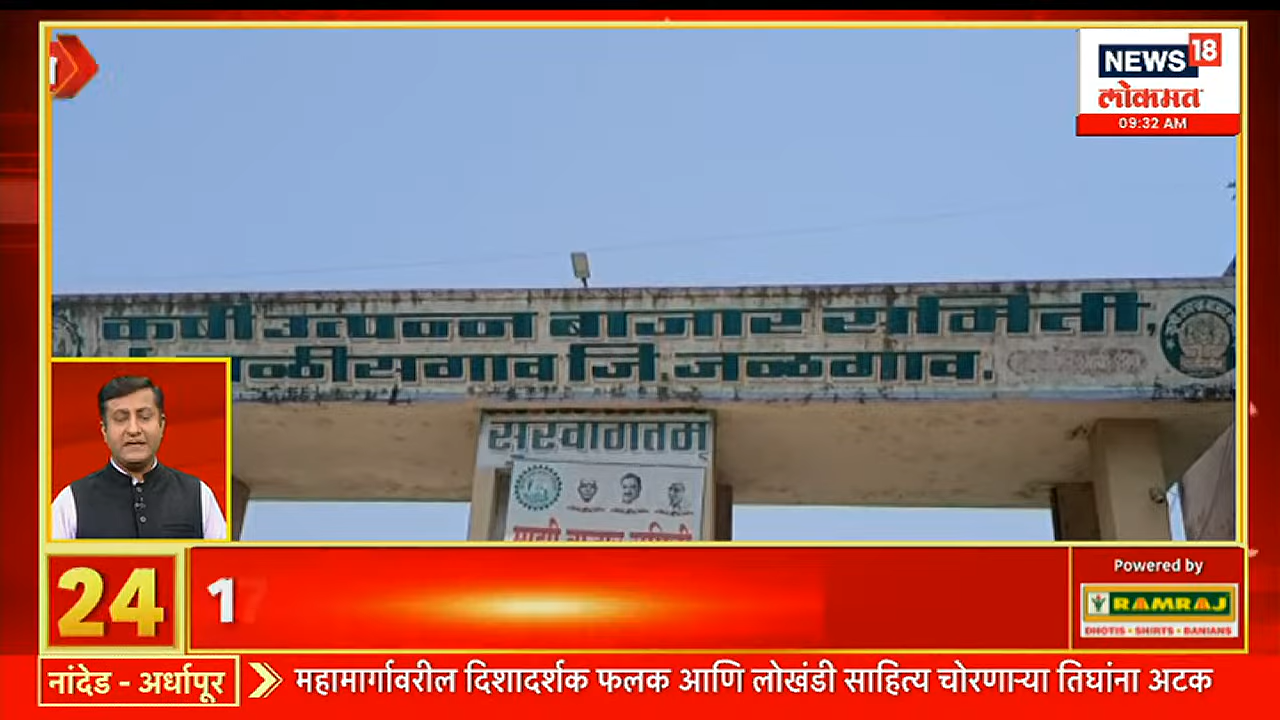 NEWS 18
लोकमत
09:32 AM
कृषी उत्पन्न बाजार समिती,
जि. जळगाव.
सुस्वागतम्
24
17
Powered by
RAMRAJ
DHOTIS • SHIRTS • BANIANS
नांदेड - अर्धापूर
महामार्गावरील दिशादर्शक फलक आणि लोखंडी साहित्य चोरणाऱ्या तिघांना अटक